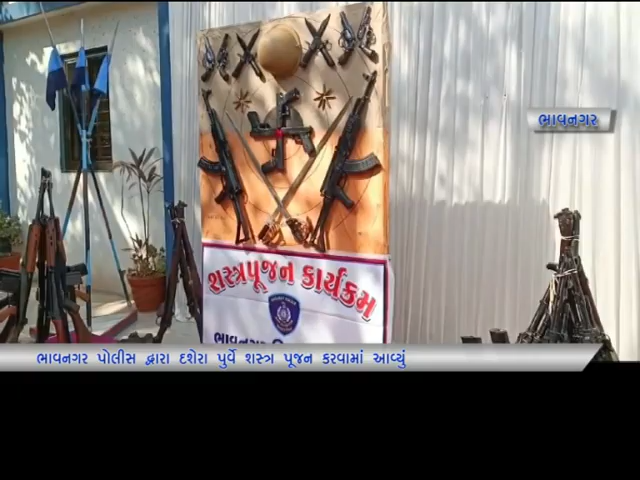 ભાવનગર
શસ્ત્રપૂજન કાર્યક્રમ
ભાવનગર પોલીસ દ્વારા દશેરા પુર્વે શસ્ત્ર પૂજન કરવામાં આવ્યું